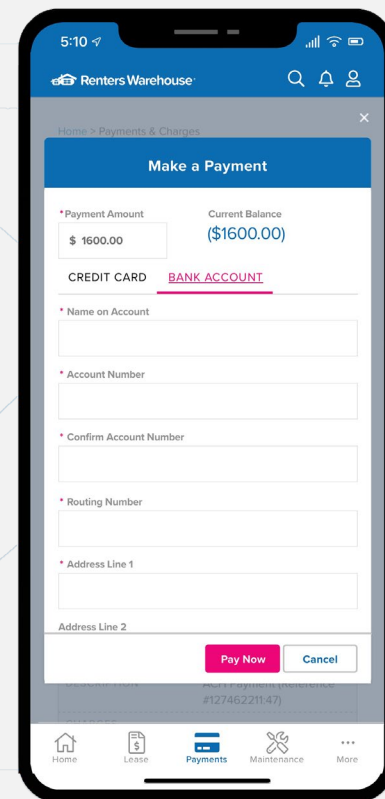 5:10
Renters Warehouse
Home > Payments & Charges
Make a Payment
*Payment Amount
Current Balance
$ 1600.00
($1600.00)
CREDIT CARD
BANK ACCOUNT
* Name on Account
* Account Number
* Confirm Account Number
* Routing Number
* Address Line 1
Address Line 2
Pay Now
Cancel
DESCRIPTION
ACH Payment (Reference
#127462211:47)
Home
Lease
Payments
Maintenance
More